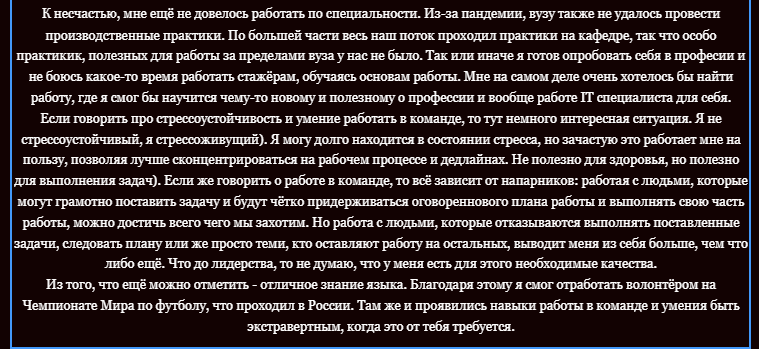 К несчастью, мне ещё не довелось работать по специальности. Из-за пандемии, вузу также не удалось провести
производственные практики. По большей части весь наш поток проходил практики на кафедре, так что особо
практикик, полезных для работы за пределами вуза у нас не было. Так или иначе я готов опробовать себя в професии и
не боюсь какое-то время работать стажёрам, обучаясь основам работы. Мне на самом деле очень хотелось бы найти
работу, где я смог бы научится чему-то новому и полезному о профессии и вообще работе IT специалиста для себя.
Если говорить про стрессоустойчивость и умение работать в команде, то тут немного интересная ситуация. Я не
стрессоустойчивый, я стрессоживущий). Я могу долго находится в состоянии стресса, но зачастую это работает мне на
пользу, позволяя лучше сконцентрироваться на рабочем процессе и дедлайнах. Не полезно для здоровья, но полезно
для выполнения задач). Если же говорить о работе в команде, то всё зависит от напарников: работая с людьми, которые
могут грамотно поставить задачу и будут чётко придерживаться оговоренного плана работы и выполнять свою часть
работы, можно достичь всего чего мы захотим. Но работа с людьми, которые отказываются выполнять поставленные
задачи, следовать плану или же просто теми, кто оставляют работу на остальных, выводит меня из себя больше, чем что
либо ещё. Что до лидерства, то не думаю, что у меня есть для этого необходимые качества.
Из того, что ещё можно отметить - отличное знание языка. Благодаря этому я смог отработать волонтёром на
Чемпионате Мира по футболу, что проходил в России. Там же и проявились навыки работы в команде и умения быть
экстравертным, когда это от тебя требуется.